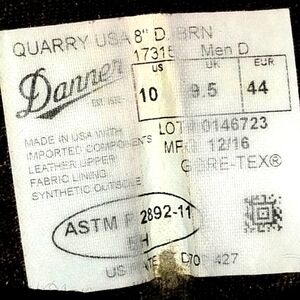 QUARRY USA 8" D. BRN
17315 Men D
Danner
EST. 1932
US UK EUR
10 9.5 44
MADE IN USA WITH
IMPORTED COMPONENTS
LEATHER UPPER
FABRIC LINING
SYNTHETIC OUTSOLE
LOT# 0146723
MFG 12/16
GORE-TEX®
ASTM F 2892-11
EH
427